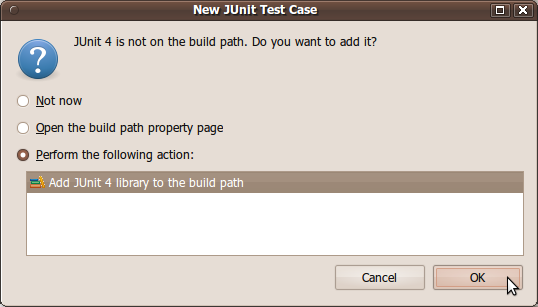 New JUnit Test Case
JUnit 4 is not on the build path. Do you want to add it?
Not now
Open the build path property page
Perform the following action:
Add JUnit 4 library to the build path
Cancel
OK